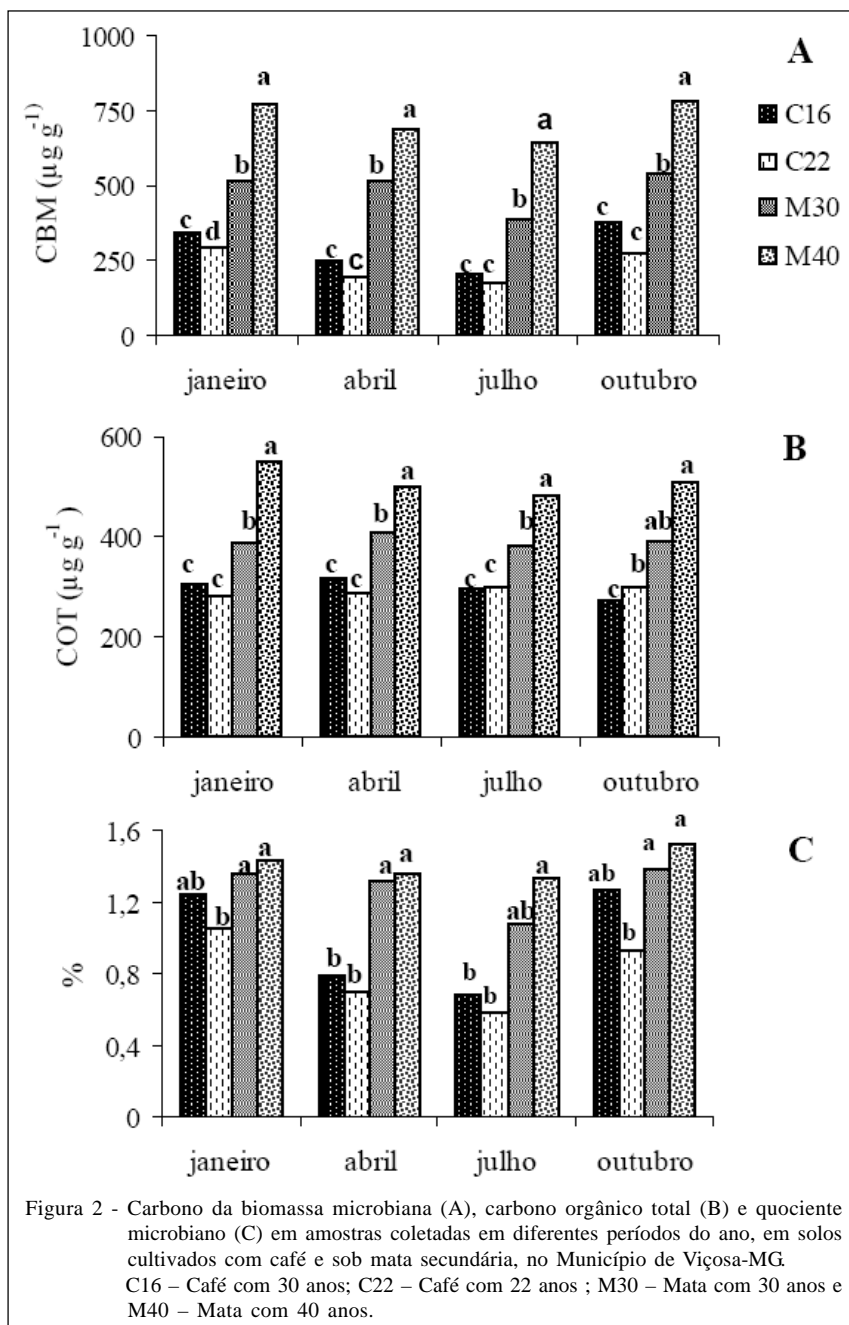 A
1000
750
500
250
0
CBM (µg g⁻¹)
C16
C22
M30
M40
c d b a
c c b a
c c b a
c c b a
janeiro abril julho outubro
B
600
400
200
0
COT (µg g⁻¹)
c c b a
c c b a
c c b a
c b ab a
janeiro abril julho outubro
C
1,6
1,2
0,8
0,4
0
%
ab b a a
b b a a
b b ab a
ab b a a
janeiro abril julho outubro
Figura 2 - Carbono da biomassa microbiana (A), carbono orgânico total (B) e quociente
microbiano (C) em amostras coletadas em diferentes períodos do ano, em solos
cultivados com café e sob mata secundária, no Município de Viçosa-MG.
C16 – Café com 30 anos; C22 – Café com 22 anos ; M30 – Mata com 30 anos e
M40 – Mata com 40 anos.